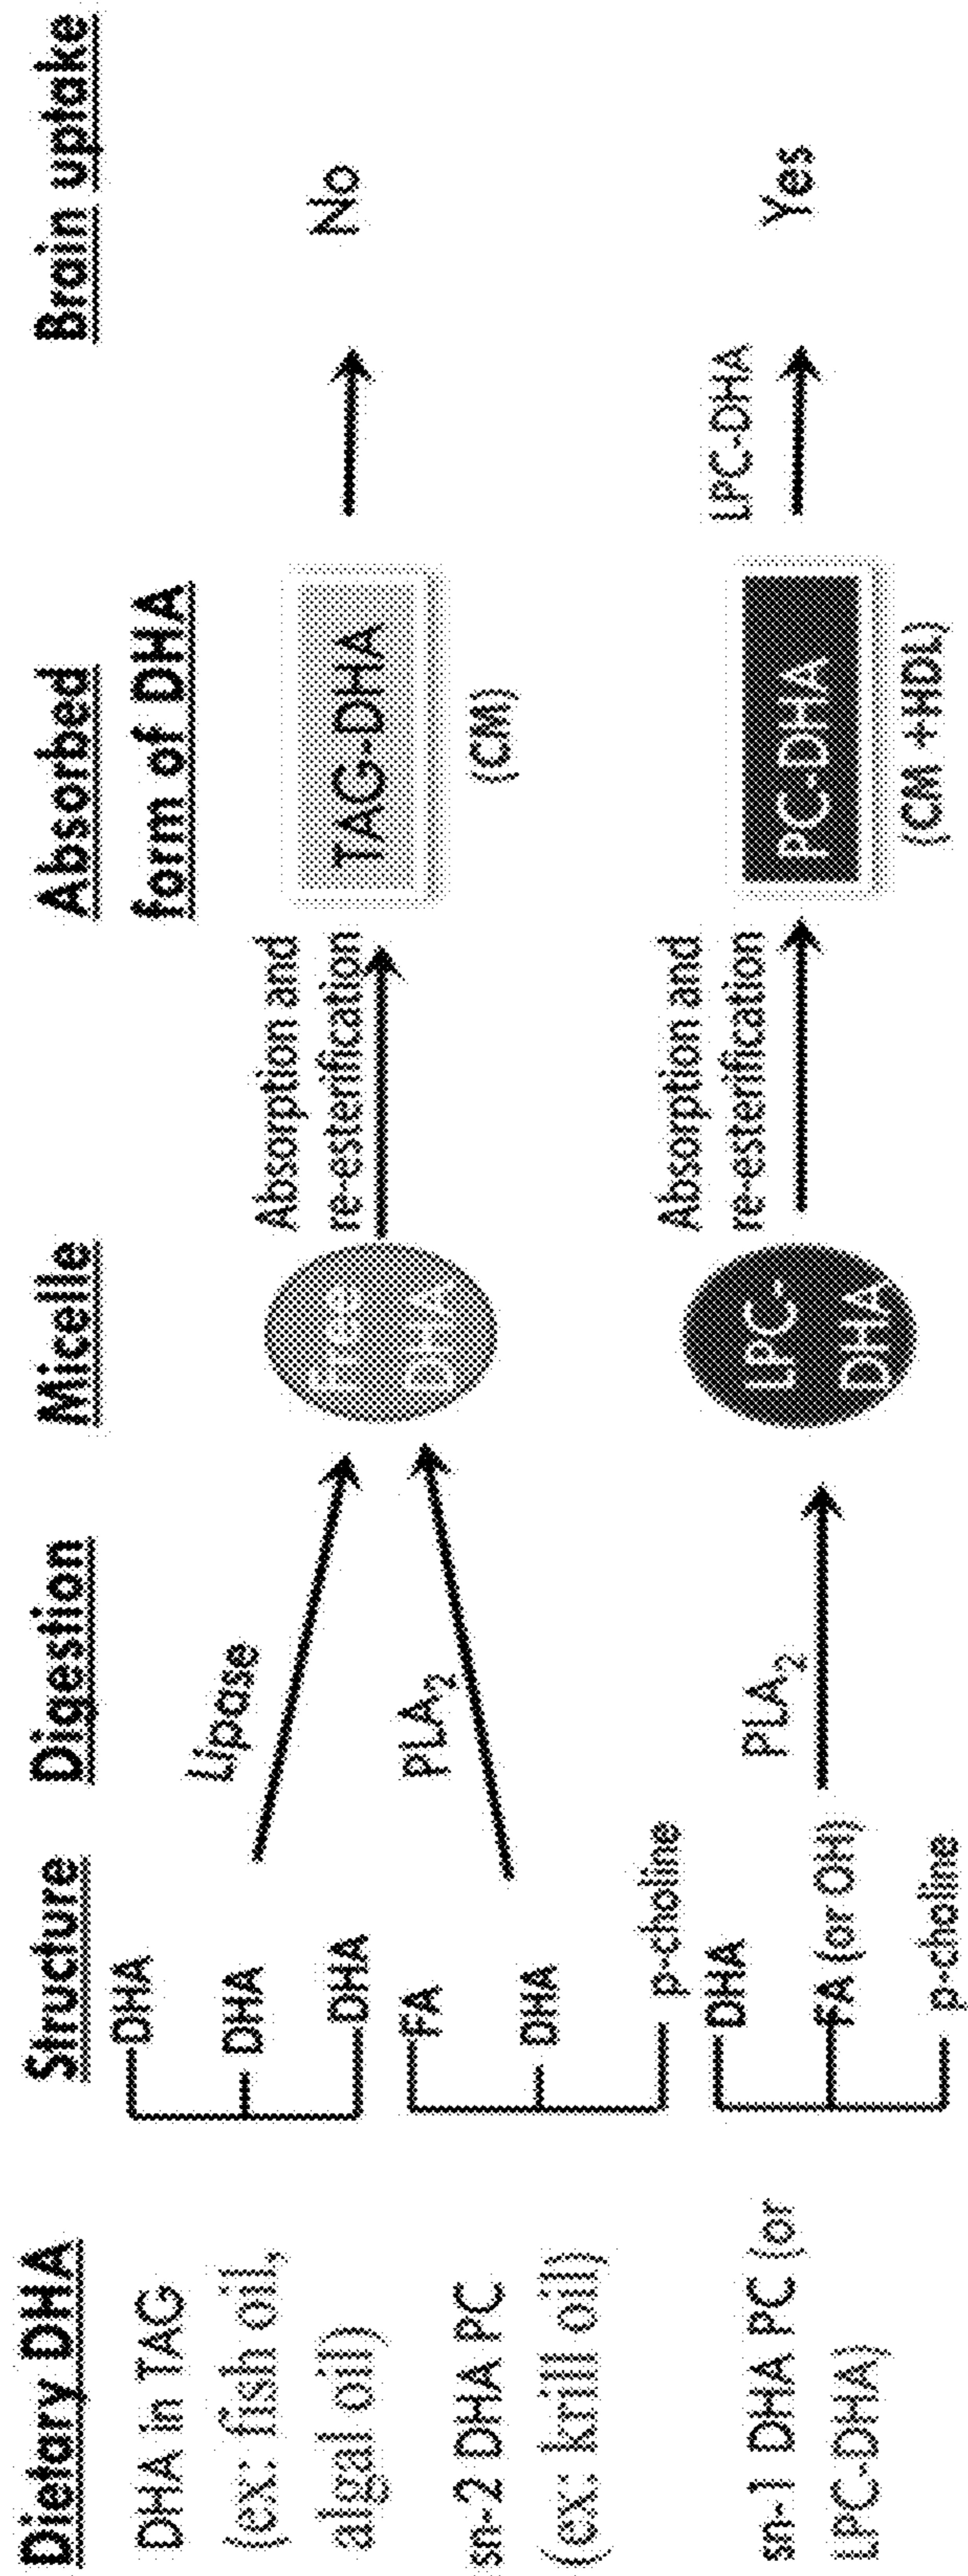 Dietary DHA
Structure
Digestion
Micelle
Absorbed
form of DHA
Brain uptake
DHA in TAG
(ex: fish oil,
algal oil)
DHA
DHA
DHA
Lipase
sn-2 DHA PC
(ex: krill oil)
FA
DHA
p-choline
PLA2
Free
DHA
Absorption and
re-esterification
TAG-DHA
(CM)
No
sn-1 DHA PC (or
LPC-DHA)
DHA
FA (or OH)
p-choline
PLA2
LPC-
DHA
Absorption and
re-esterification
PC-DHA
(CM +HDL)
LPC-DHA
Yes